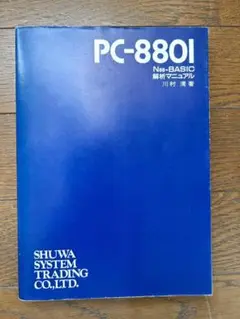 PC-8801
N88-BASIC
解析マニュアル
川村 清 著
SHUWA
SYSTEM
TRADING
CO.,LTD.